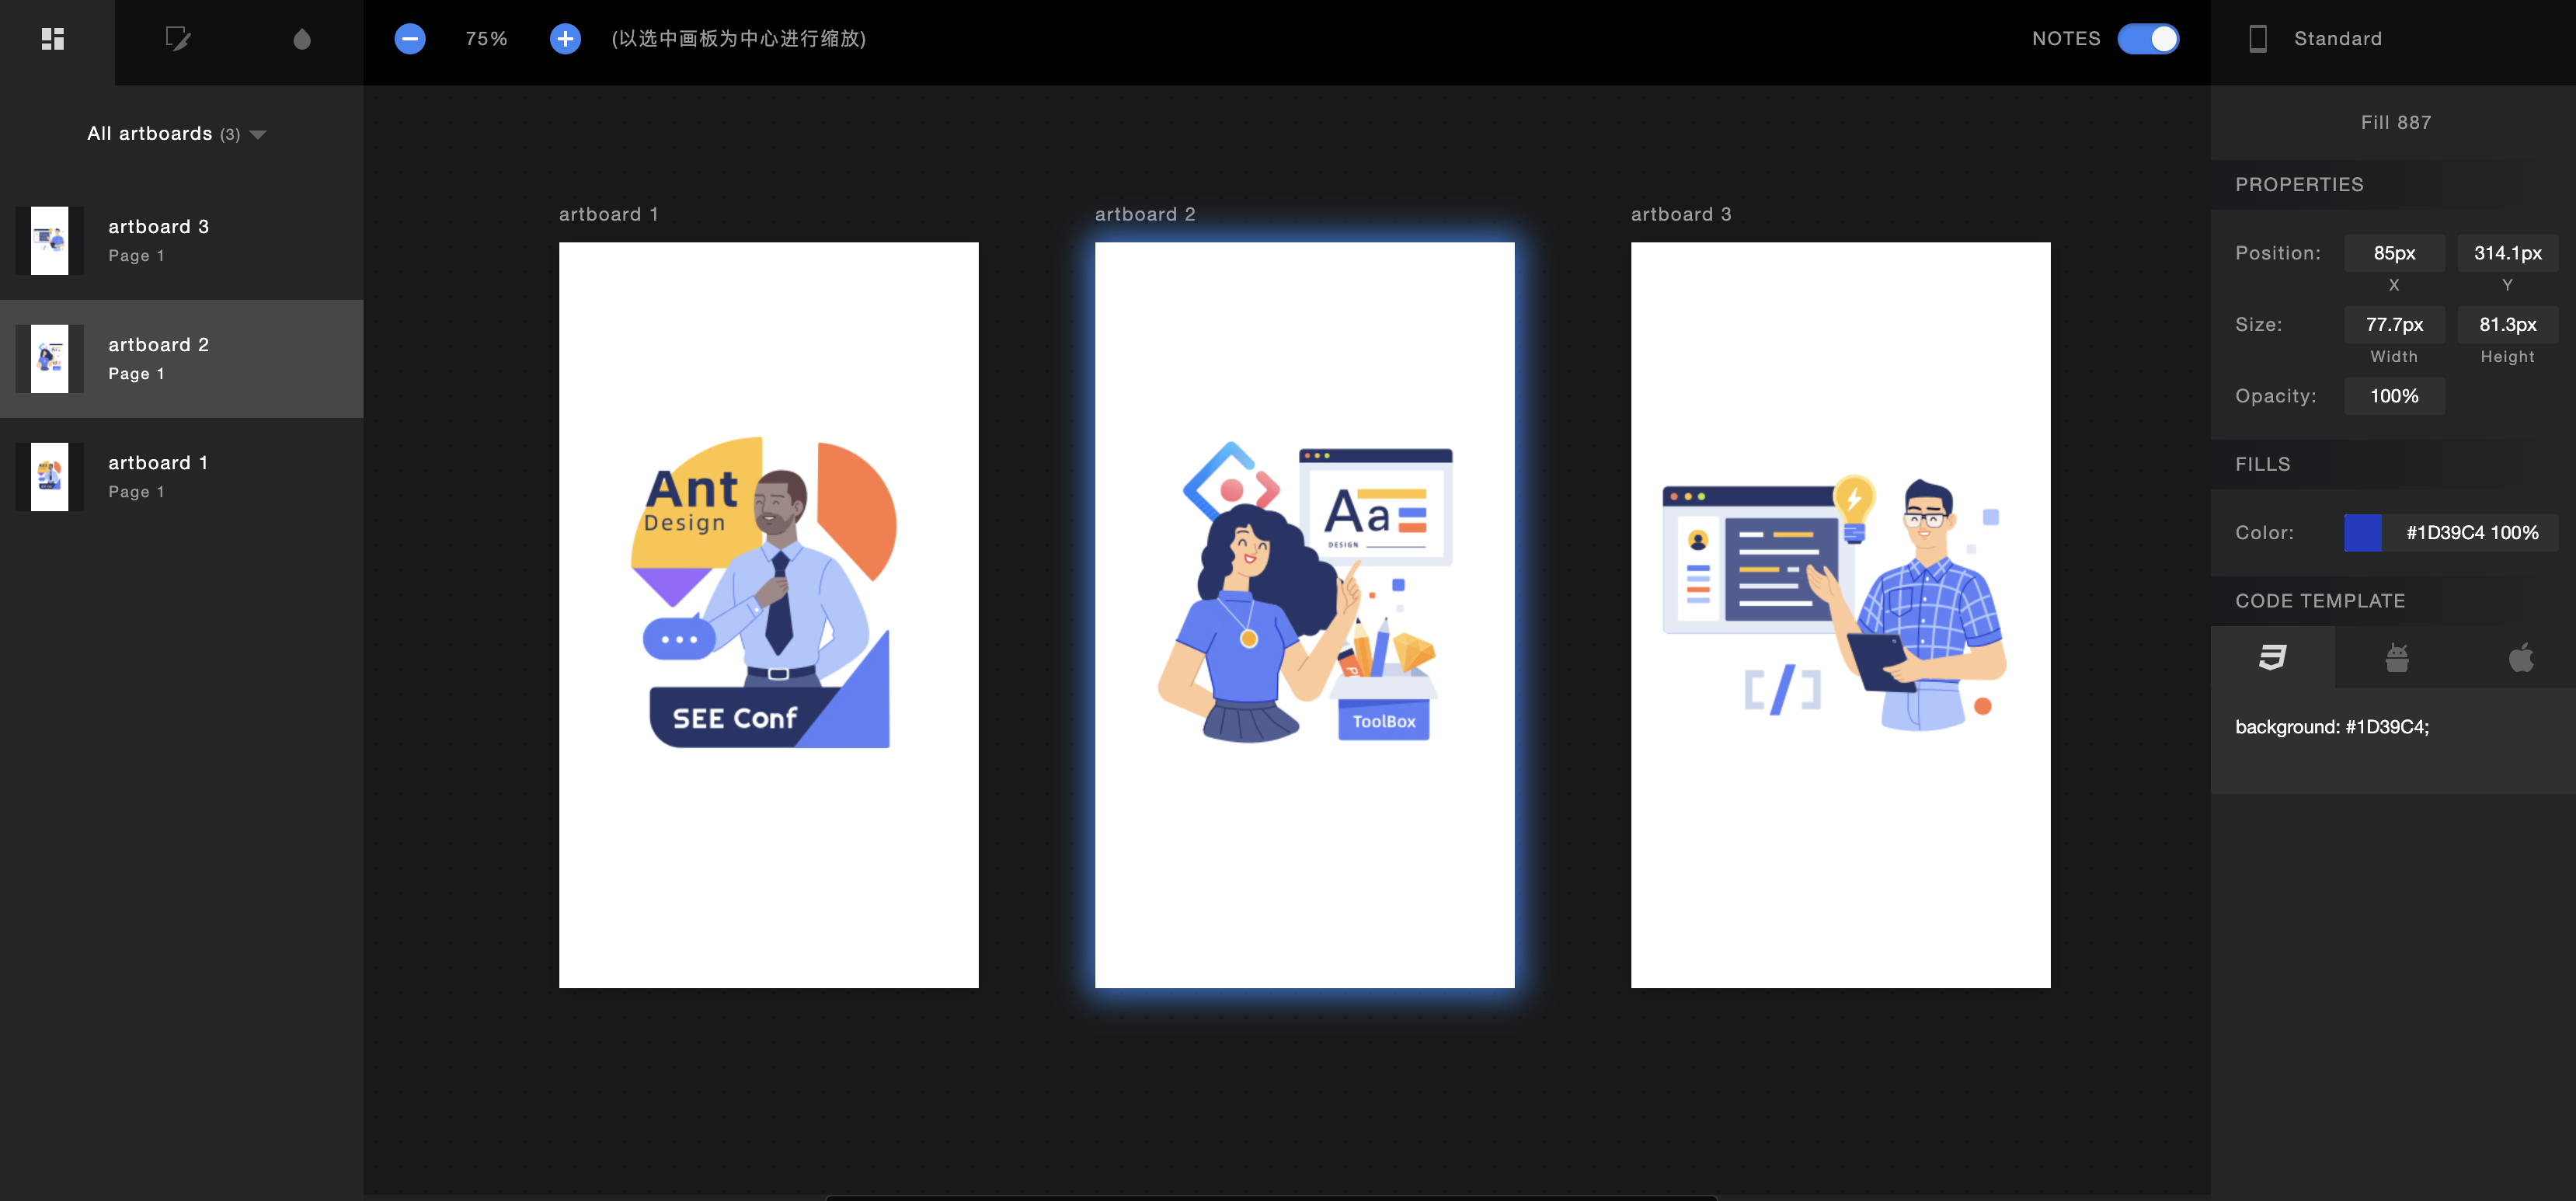 75%
(以选中画板为中心进行缩放)
NOTES
Standard
All artboards (3)
artboard 3
Page 1
artboard 2
Page 1
artboard 1
Page 1
artboard 1
Ant
Design
SEE Conf
artboard 2
Aa
DESIGN
ToolBox
artboard 3
[/]
Fill 887
PROPERTIES
Position: 85px 314.1px
X Y
Size: 77.7px 81.3px
Width Height
Opacity: 100%
FILLS
Color: #1D39C4 100%
CODE TEMPLATE
background: #1D39C4;